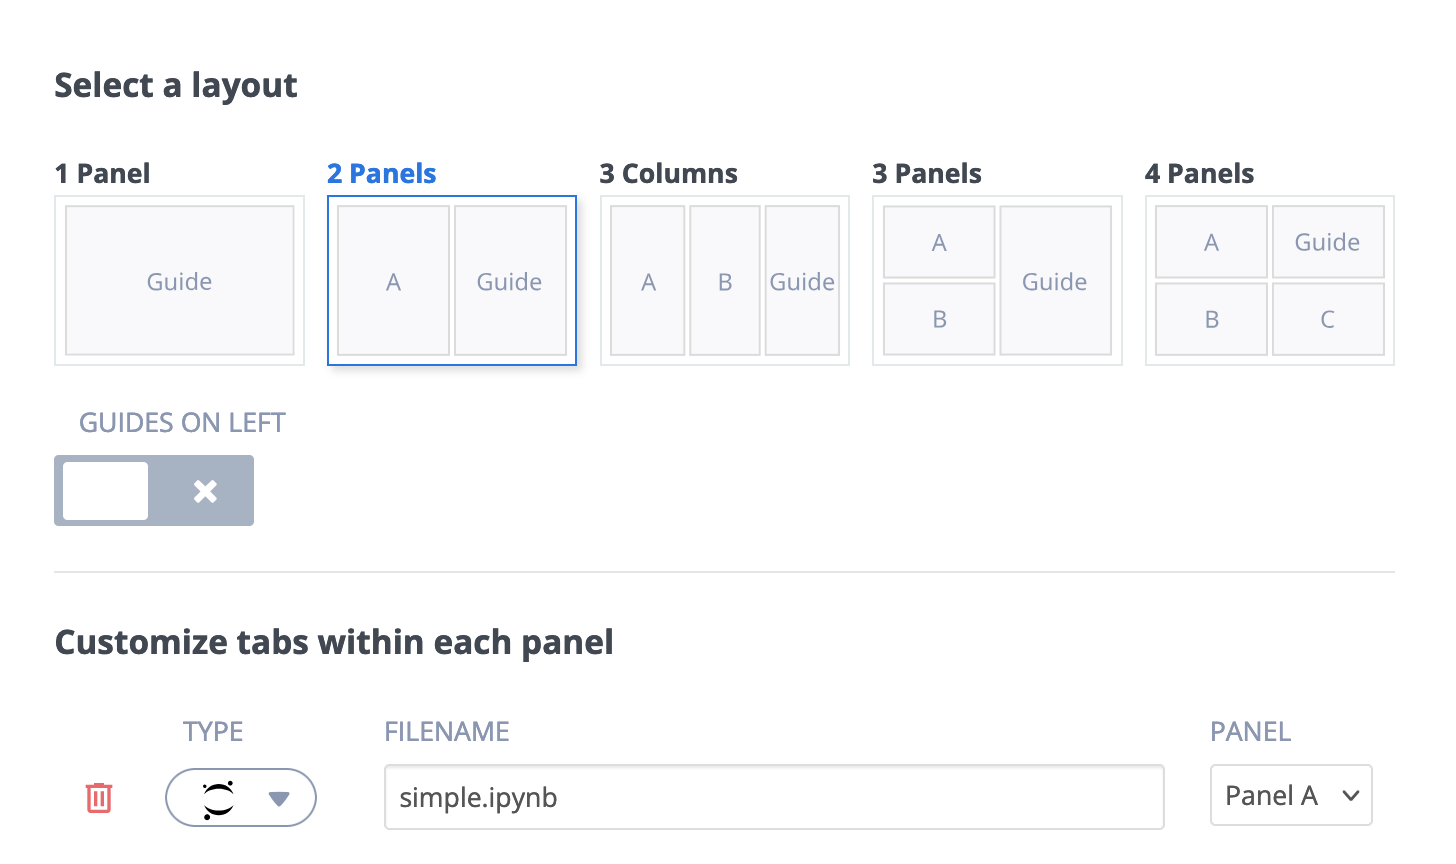 Select a layout
1 Panel 2 Panels 3 Columns 3 Panels 4 Panels
Guide
A Guide
A B Guide
A
B
Guide
A Guide
B C
GUIDES ON LEFT
Customize tabs within each panel
TYPE FILENAME PANEL
simple.ipynb Panel A